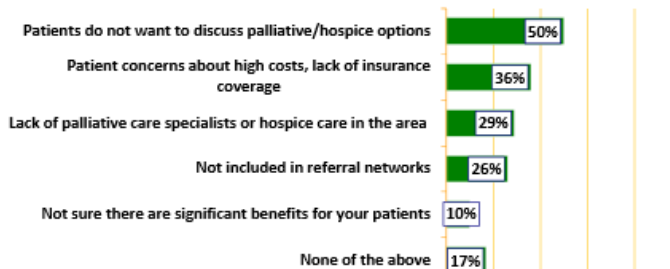 Patients do not want to discuss palliative/hospice options
50%
Patient concerns about high costs, lack of insurance
coverage
36%
Lack of palliative care specialists or hospice care in the area
29%
Not included in referral networks
26%
Not sure there are significant benefits for your patients
10%
None of the above
17%